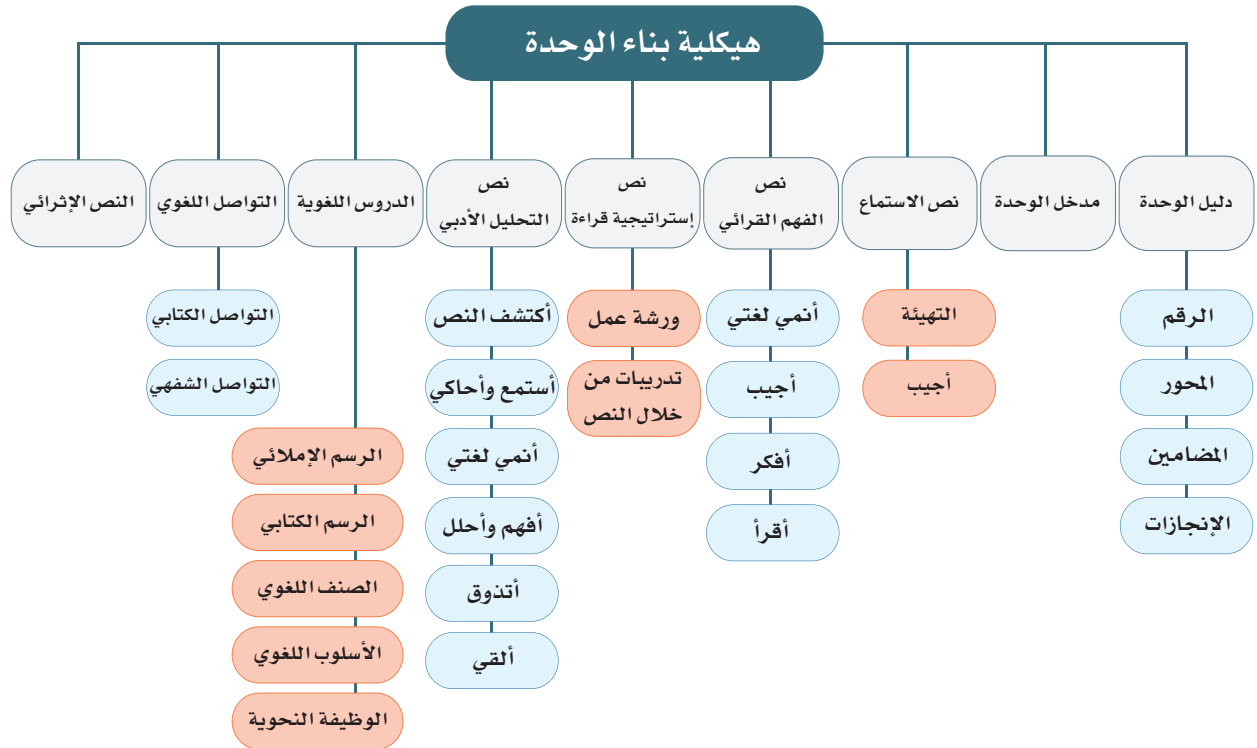 هيكلية بناء الوحدة
دليل الوحدة
مدخل الوحدة
نص الاستماع
نص
الفهم القرائي
نص
إستراتيجية قراءة
نص
التحليل الأدبي
الدروس اللغوية
التواصل اللغوي
النص الإثرائي
الرقم
المحور
المضامين
الإنجازات
التهيئة
أجيب
أنمي لغتي
أجيب
أفكر
أقرأ
ورشة عمل
تدريبات من
خلال النص
أكتشف النص
أستمع وأحاكي
أنمي لغتي
أفهم وأحلل
أتذوق
ألقي
الرسم الإملائي
الرسم الكتابي
الصنف اللغوي
الأسلوب اللغوي
الوظيفة النحوية
التواصل الكتابي
التواصل الشفهي